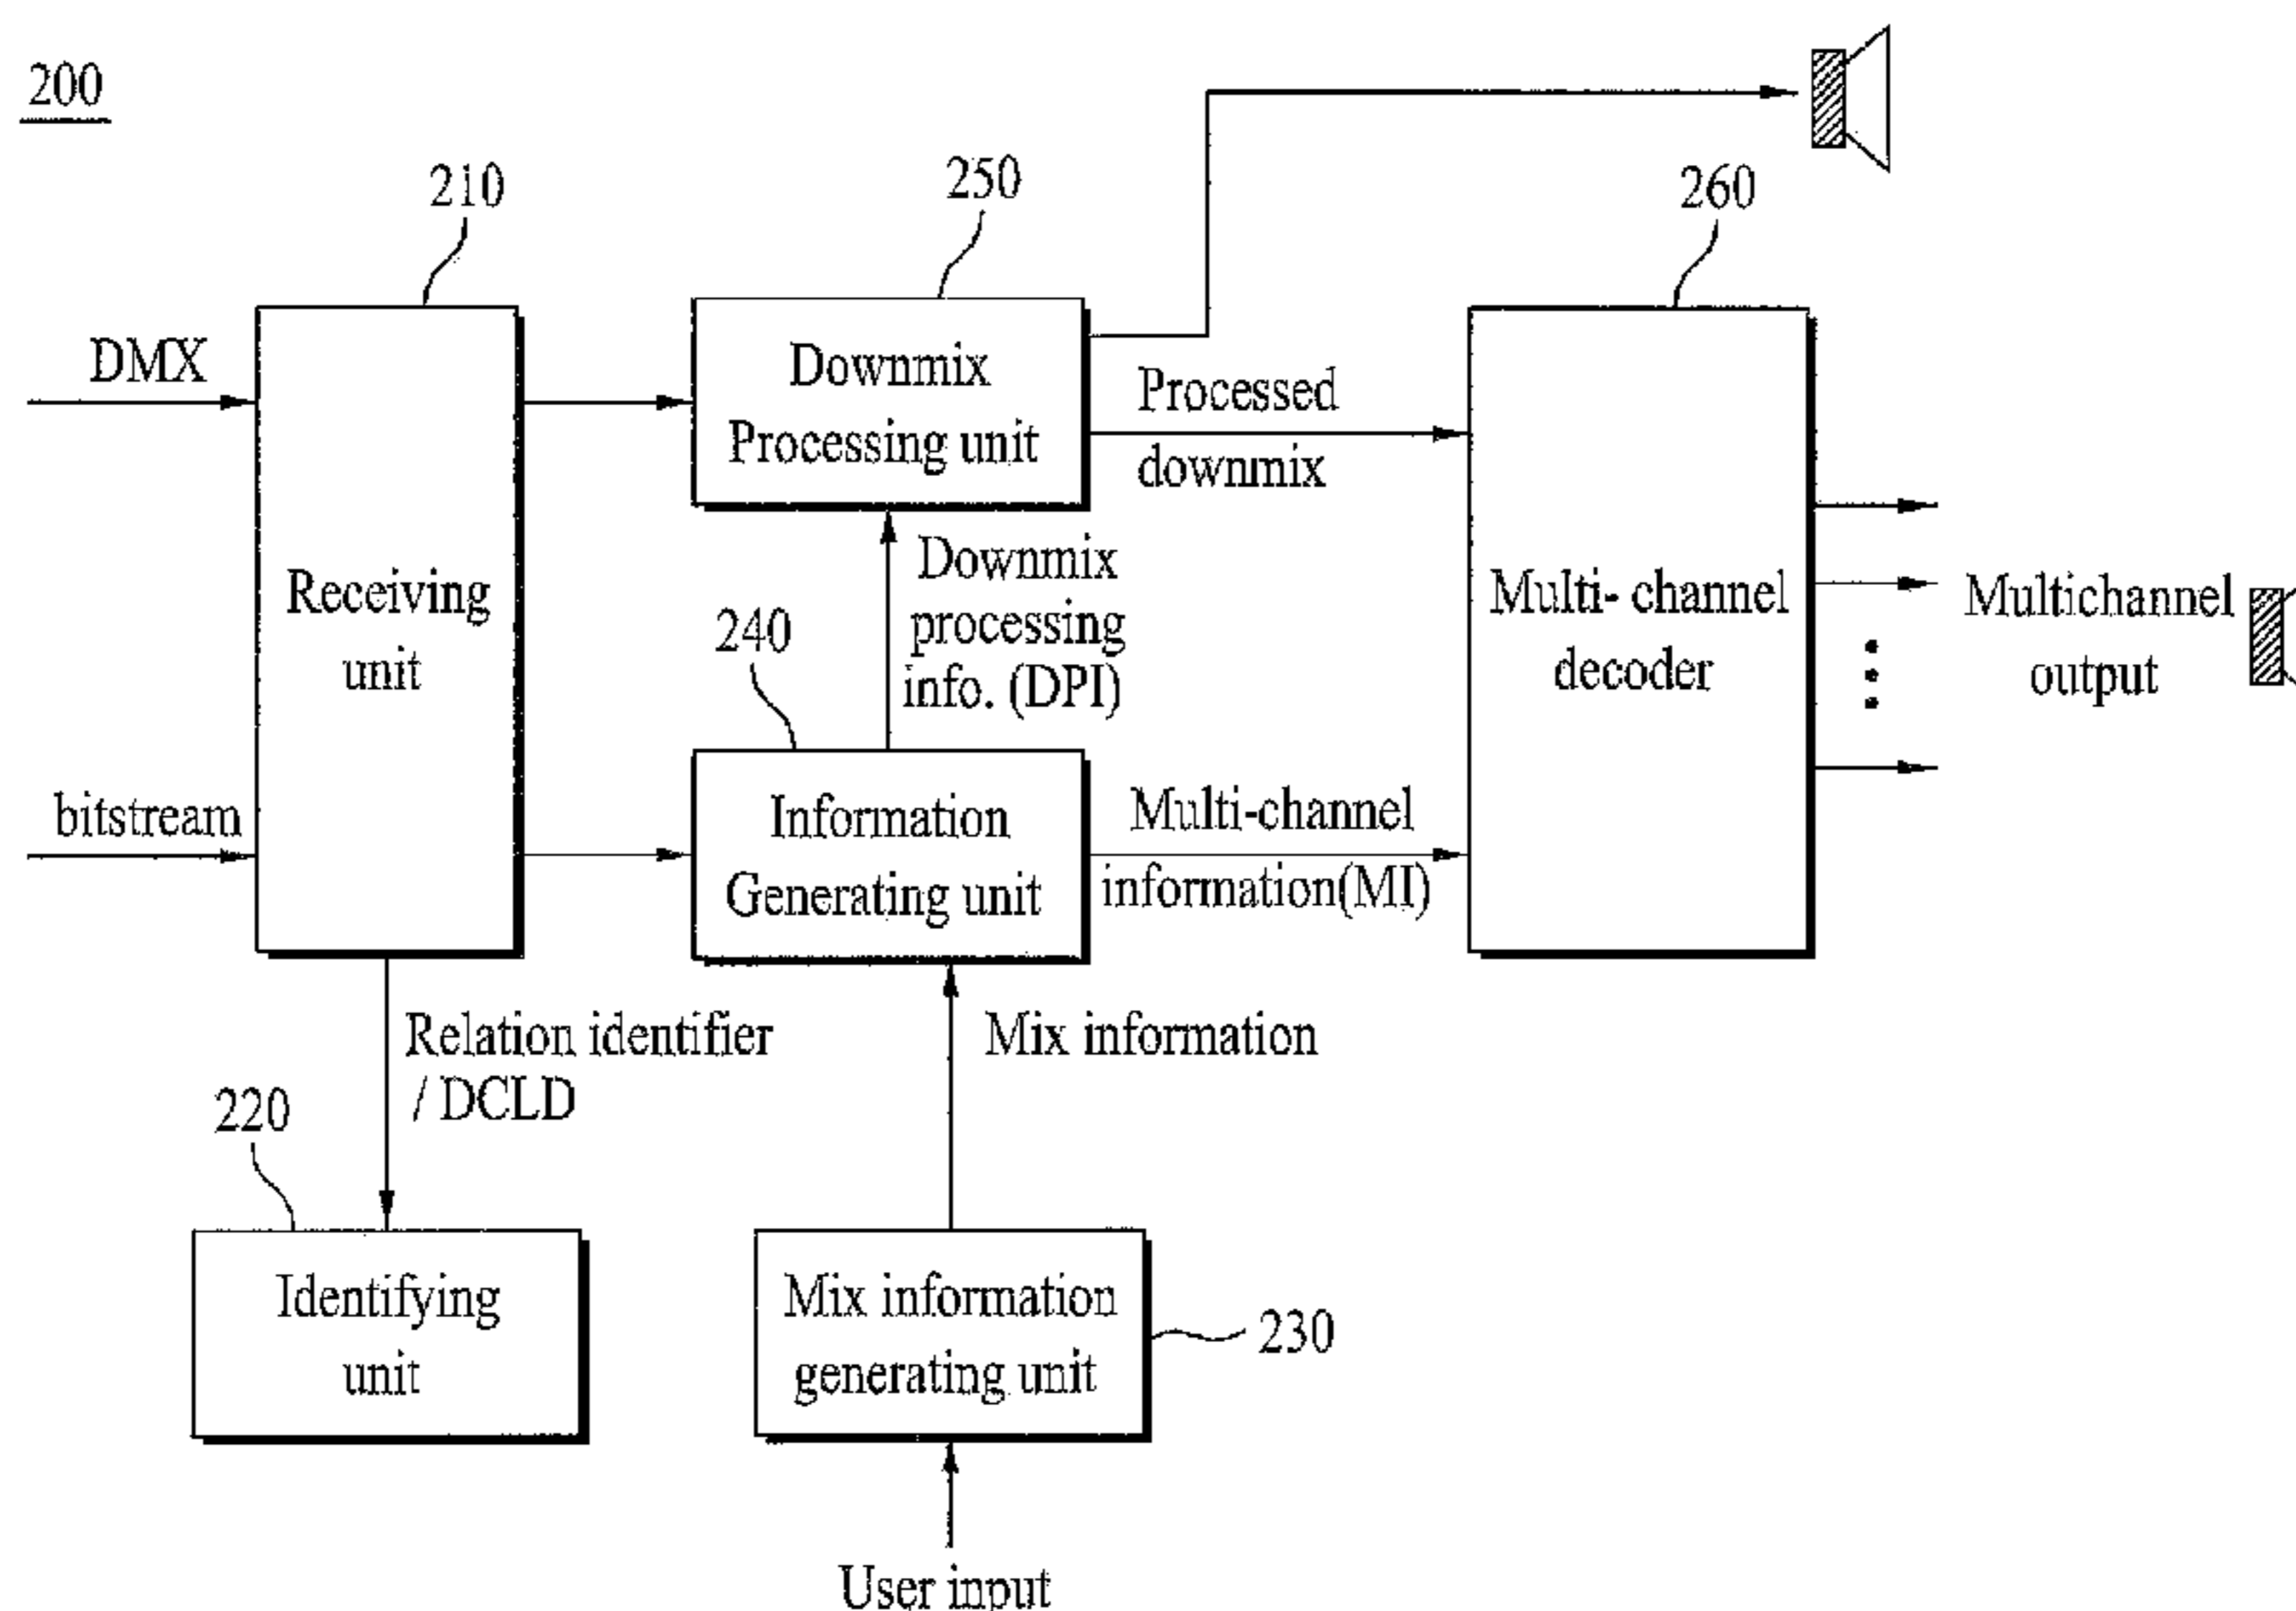 200
210
250
260
DMX
Downmix
Processing unit
Processed
downmix
Receiving
unit
Downmix
processing
info. (DPI)
240
Multi- channel
decoder
Multichannel
output
bitstream
Information
Generating unit
Multi-channel
information(MI)
Relation identifier
/ DCLD
Mix information
220
Identifying
unit
Mix information
generating unit
230
User input